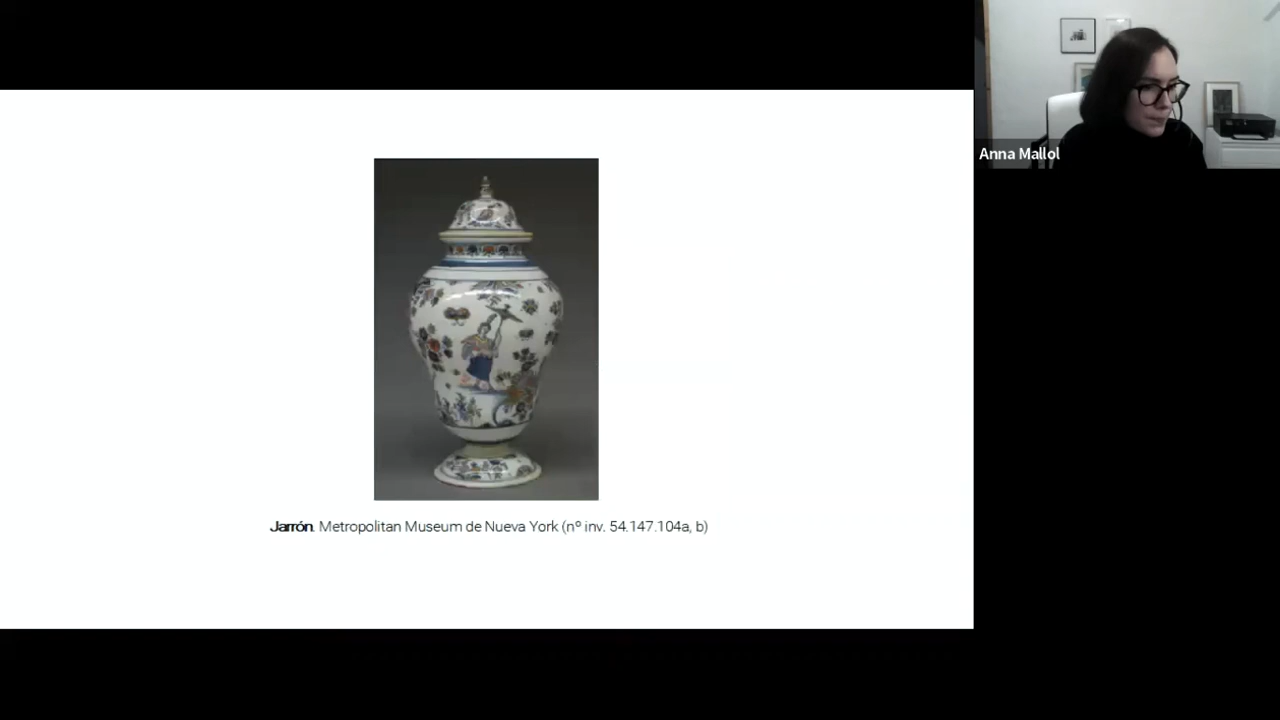 Anna Mallol
Jarrón. Metropolitan Museum de Nueva York (nº inv. 54.147.104a, b)